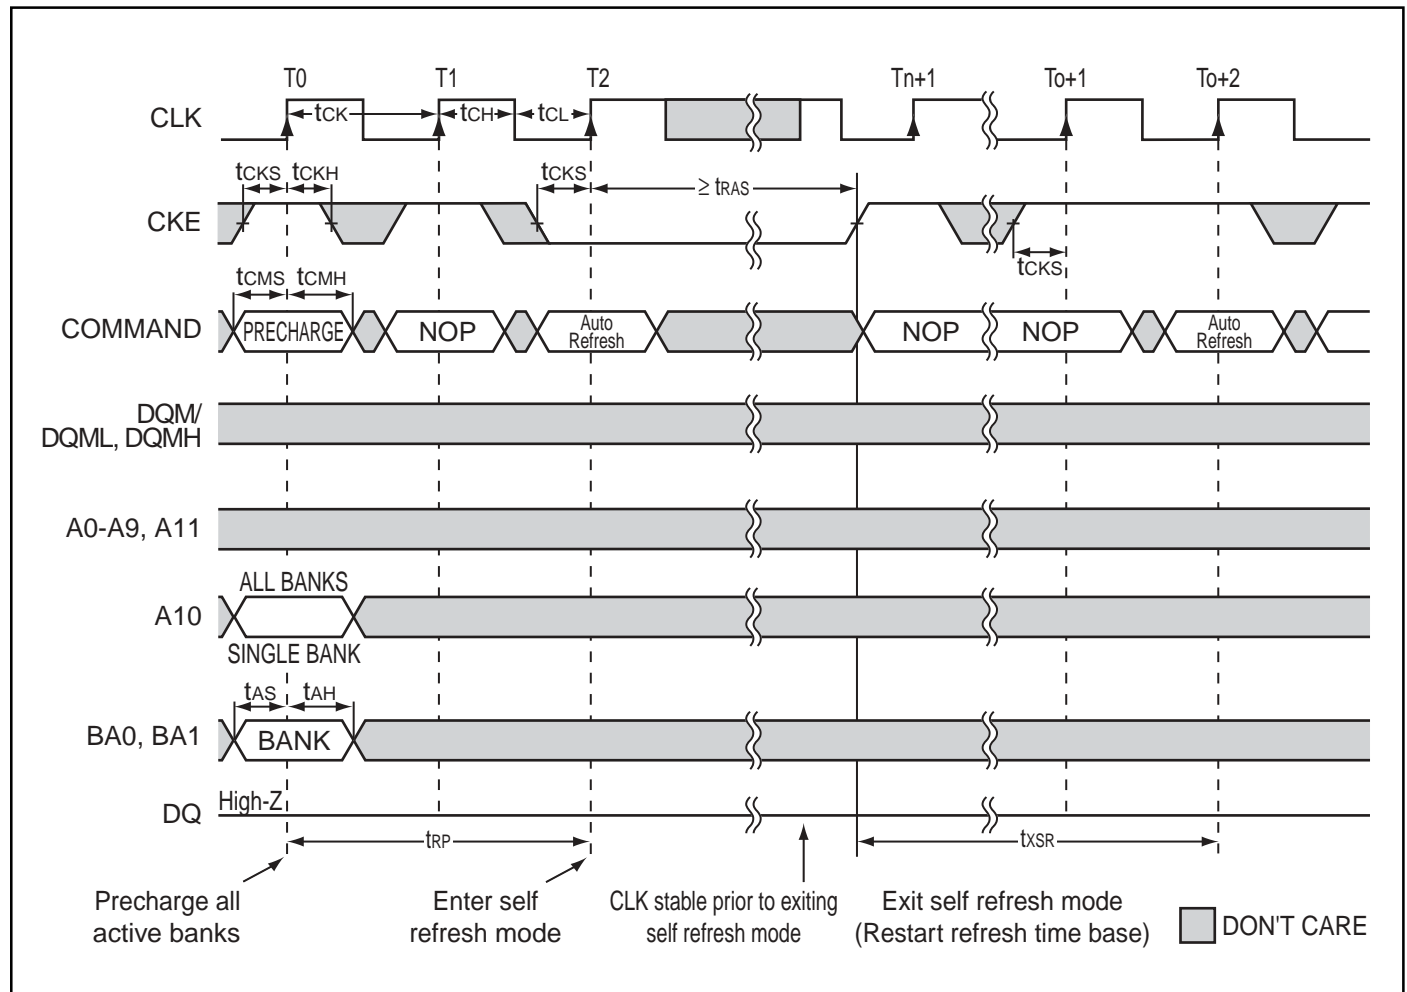 T0 T1 T2 Tn+1 To+1 To+2
CLK
tCK tCH tCL
tCKS tCKH tCKS ≥ tRAS
CKE
tCKS
tCMS tCMH
COMMAND
PRECHARGE NOP Auto Refresh NOP NOP Auto Refresh
DQM/
DQML, DQMH
A0-A9, A11
ALL BANKS
A10
SINGLE BANK
tAS tAH
BA0, BA1
BANK
High-Z
DQ
tRP tXSR
Precharge all
active banks
Enter self
refresh mode
CLK stable prior to exiting
self refresh mode
Exit self refresh mode
(Restart refresh time base)
DON'T CARE